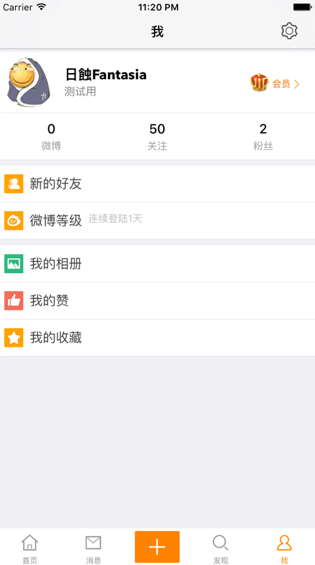 Carrier 11:20 PM
我
日蝕Fantasia
测试用
会员
0 50 2
微博 关注 粉丝
新的好友
微博等级 连续登陆1天
我的相册
我的赞
我的收藏
首页 消息 发现 我